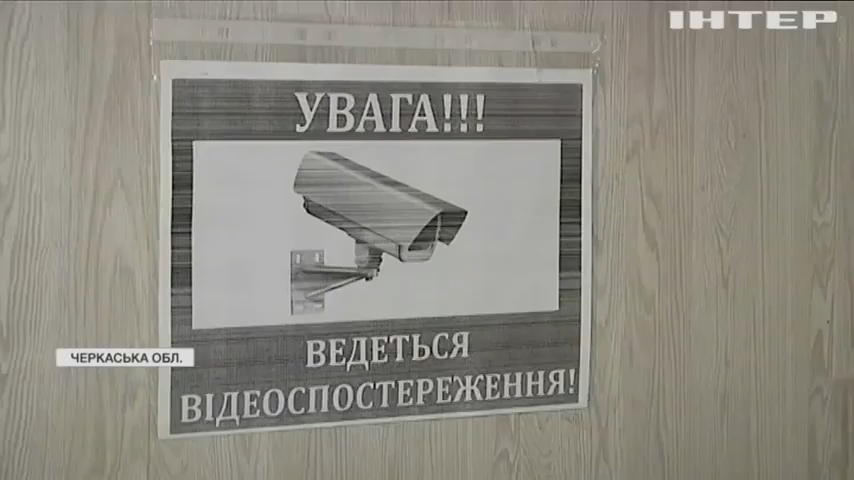 ІНТЕР
УВАГА!!!
ЧЕРКАСЬКА ОБЛ.
ВЕДЕТЬСЯ
ВІДЕОСПОСТЕРЕЖЕННЯ!